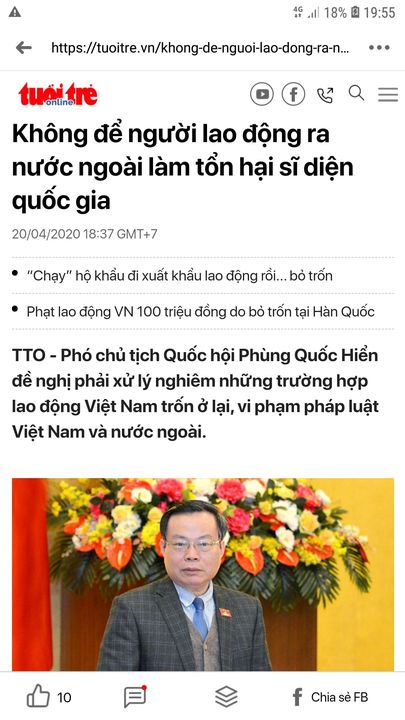 4G 18% 19:55
https://tuoitre.vn/khong-de-nguoi-lao-dong-ra-n...
tuổi trẻ
online
Không để người lao động ra
nước ngoài làm tổn hại sĩ diện
quốc gia
20/04/2020 18:37 GMT+7
“Chạy” hộ khẩu đi xuất khẩu lao động rồi... bỏ trốn
Phạt lao động VN 100 triệu đồng do bỏ trốn tại Hàn Quốc
TTO - Phó chủ tịch Quốc hội Phùng Quốc Hiển
đề nghị phải xử lý nghiêm những trường hợp
lao động Việt Nam trốn ở lại, vi phạm pháp luật
Việt Nam và nước ngoài.
10
Chia sẻ FB